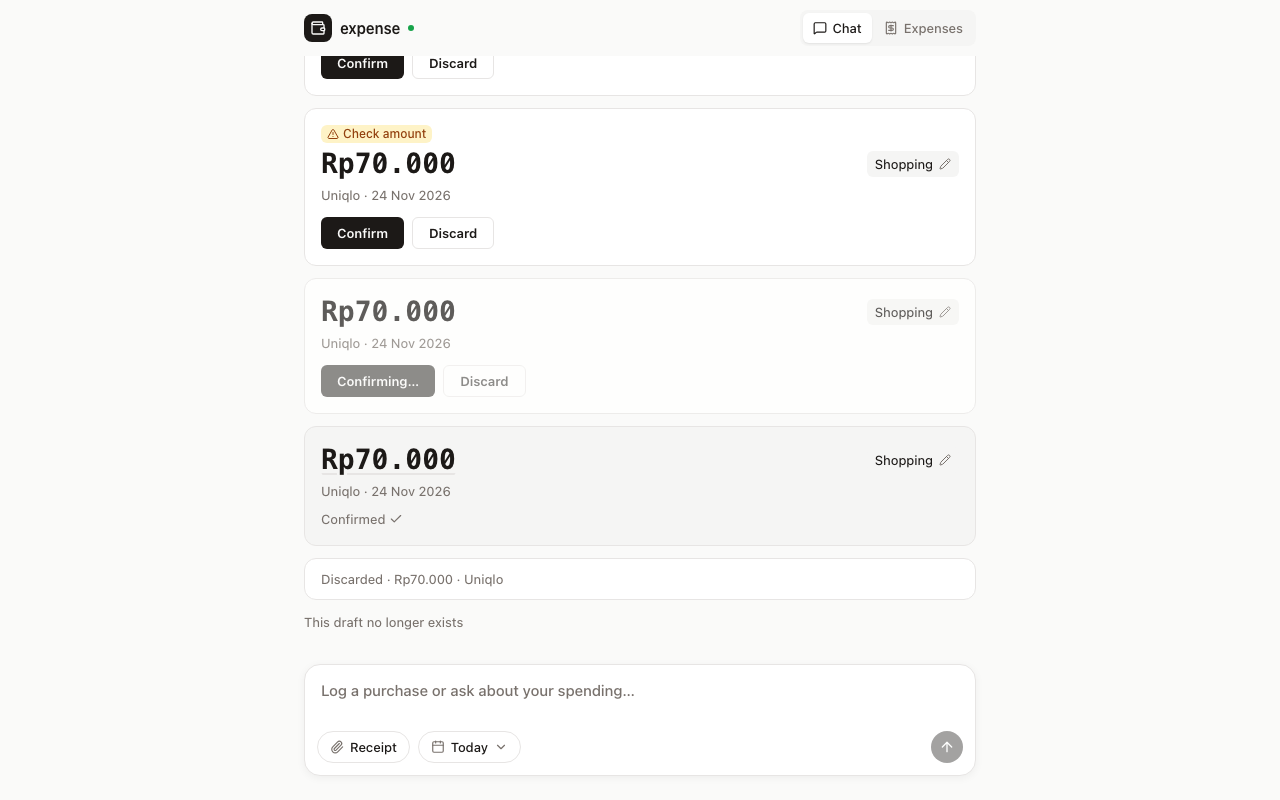 expense
Chat
Expenses
Confirm
Discard
Check amount
Rp70.000
Shopping
Uniqlo · 24 Nov 2026
Confirm
Discard
Rp70.000
Shopping
Uniqlo · 24 Nov 2026
Confirming...
Discard
Rp70.000
Shopping
Uniqlo · 24 Nov 2026
Confirmed
Discarded · Rp70.000 · Uniqlo
This draft no longer exists
Log a purchase or ask about your spending...
Receipt
Today